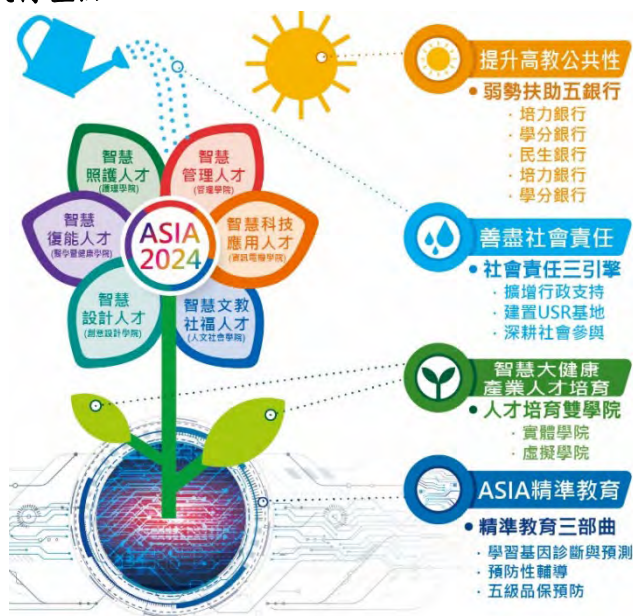 智慧
照護人才
(護理學院)
智慧
管理人才
(管理學院)
智慧
復能人才
(醫學暨健康學院)
ASIA
2024
智慧科技
應用人才
(資訊電機學院)
智慧
設計人才
(創意設計學院)
智慧文教
社福人才
(人文社會學院)
提升高教公共性
• 弱勢扶助五銀行
· 培力銀行
· 學分銀行
· 民生銀行
· 培力銀行
· 學分銀行
善盡社會責任
• 社會責任三引擎
· 擴增行政支持
· 建置USR基地
· 深耕社會參與
智慧大健康
產業人才培育
• 人才培育雙學院
· 實體學院
· 虛擬學院
ASIA精準教育
• 精準教育三部曲
· 學習基因診斷與預測
· 預防性輔導
· 五級品保預防